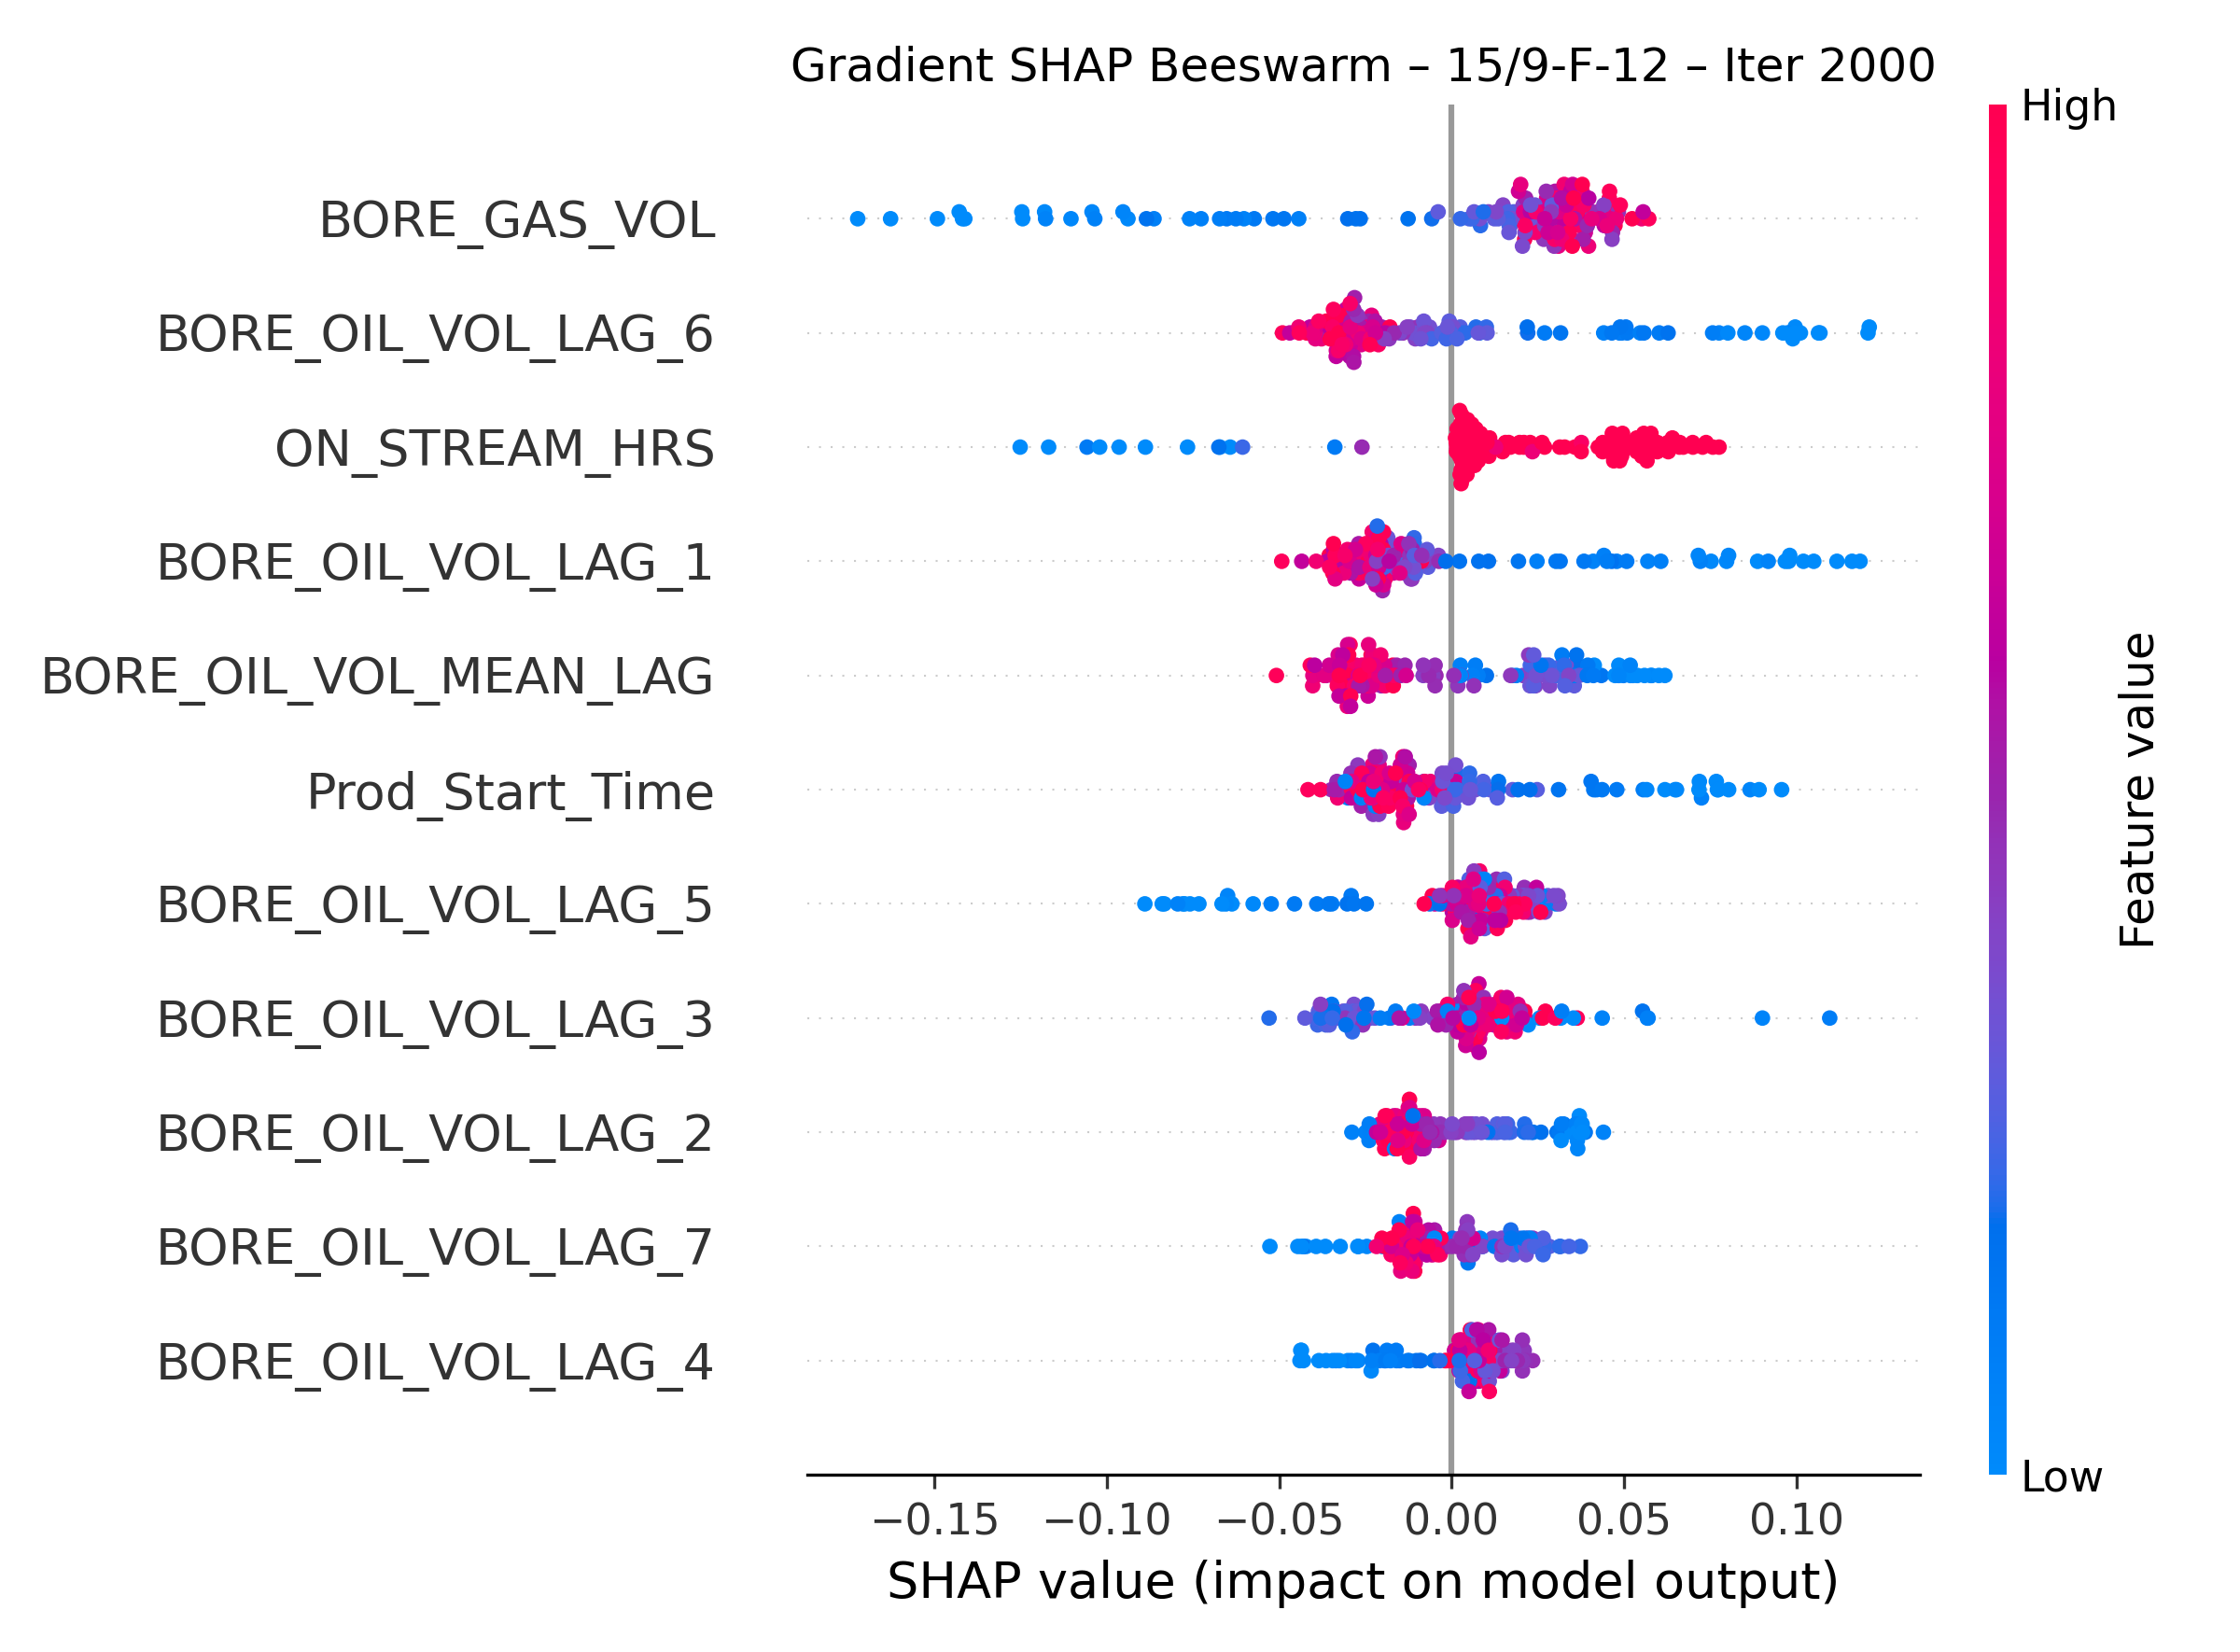 Gradient SHAP Beeswarm – 15/9-F-12 – Iter 2000
High
BORE_GAS_VOL
BORE_OIL_VOL_LAG_6
ON_STREAM_HRS
BORE_OIL_VOL_LAG_1
BORE_OIL_VOL_MEAN_LAG
Prod_Start_Time
BORE_OIL_VOL_LAG_5
BORE_OIL_VOL_LAG_3
BORE_OIL_VOL_LAG_2
BORE_OIL_VOL_LAG_7
BORE_OIL_VOL_LAG_4
Feature value
Low
−0.15 −0.10 −0.05 0.00 0.05 0.10
SHAP value (impact on model output)